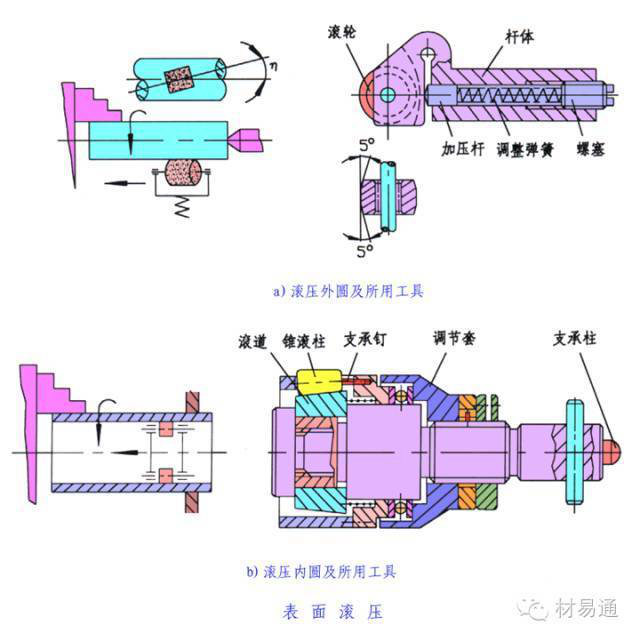 η
滚轮
杆体
加压杆
调整弹簧
螺塞
5°
5°
a) 滚压外圆及所用工具
滚道
锥滚柱
支承钉
调节套
支承柱
b) 滚压内圆及所用工具
表面滚压
材易通